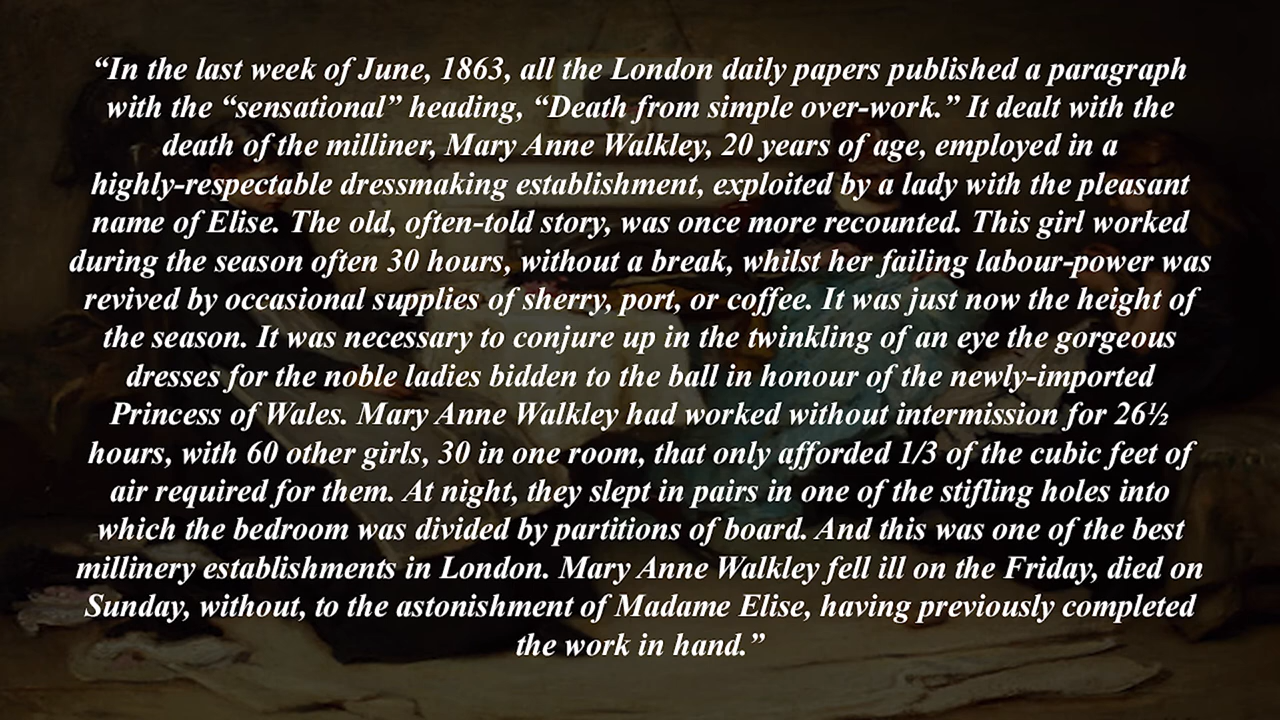 “In the last week of June, 1863, all the London daily papers published a paragraph
with the “sensational” heading, “Death from simple over-work.” It dealt with the
death of the milliner, Mary Anne Walkley, 20 years of age, employed in a
highly-respectable dressmaking establishment, exploited by a lady with the pleasant
name of Elise. The old, often-told story, was once more recounted. This girl worked
during the season often 30 hours, without a break, whilst her failing labour-power was
revived by occasional supplies of sherry, port, or coffee. It was just now the height of
the season. It was necessary to conjure up in the twinkling of an eye the gorgeous
dresses for the noble ladies bidden to the ball in honour of the newly-imported
Princess of Wales. Mary Anne Walkley had worked without intermission for 26½
hours, with 60 other girls, 30 in one room, that only afforded 1/3 of the cubic feet of
air required for them. At night, they slept in pairs in one of the stifling holes into
which the bedroom was divided by partitions of board. And this was one of the best
millinery establishments in London. Mary Anne Walkley fell ill on the Friday, died on
Sunday, without, to the astonishment of Madame Elise, having previously completed
the work in hand.”